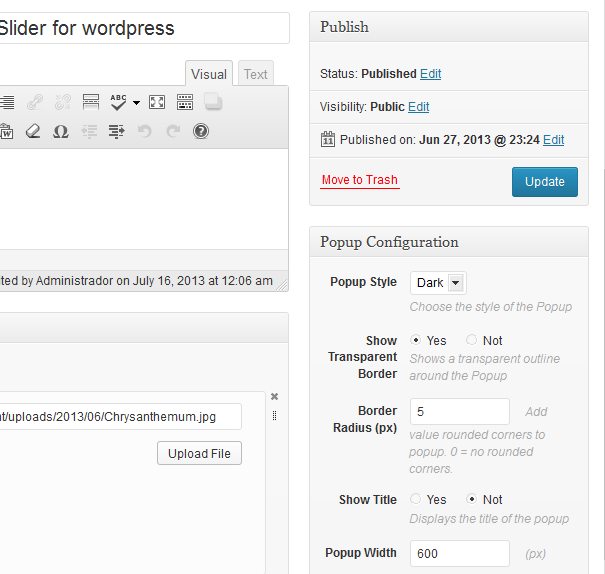 Slider for wordpress
Visual Text
ABC
W Ω ?
ted by Administrador on July 16, 2013 at 12:06 am
nt/uploads/2013/06/Chrysanthemum.jpg
Upload File
Publish
Status: Published Edit
Visibility: Public Edit
11 Published on: Jun 27, 2013 @ 23:24 Edit
Move to Trash
Update
Popup Configuration
Popup Style Dark
Choose the style of the Popup
Show Transparent Border Yes Not
Shows a transparent outline
around the Popup
Border Radius (px) 5 Add
value rounded corners to
popup. 0 = no rounded
corners.
Show Title Yes Not
Displays the title of the popup
Popup Width 600 (px)